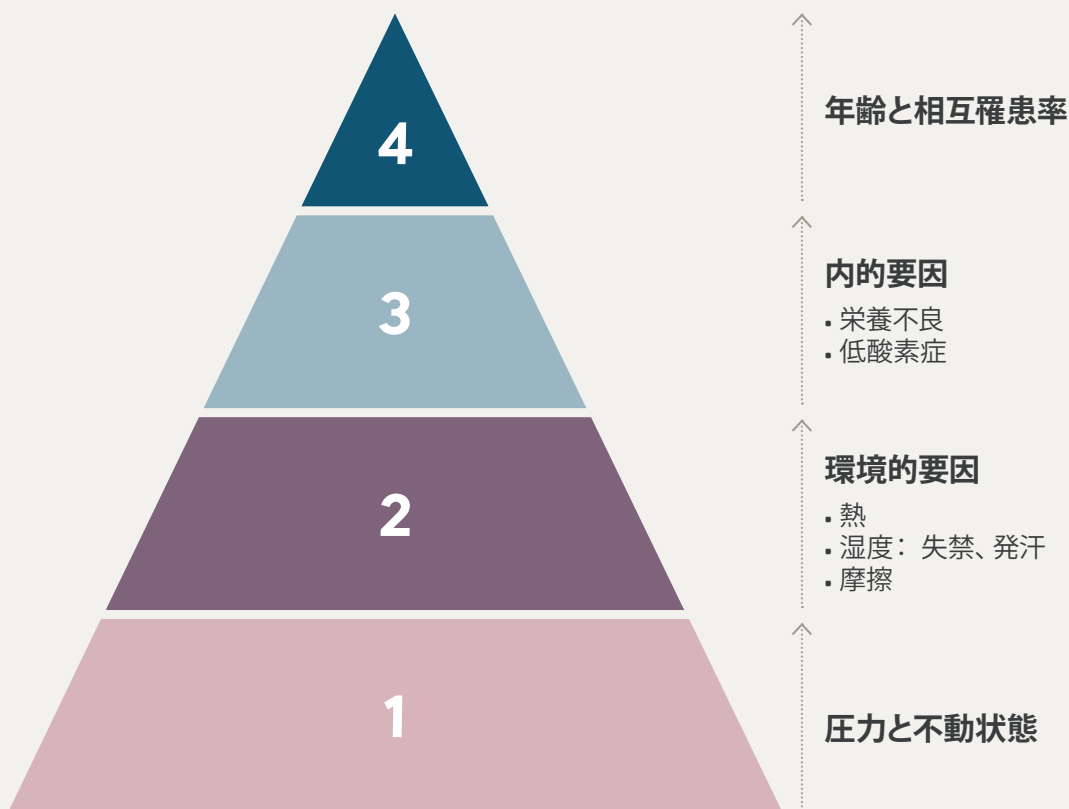 4
年齢と相互罹患率
3
内的要因
• 栄養不良
• 低酸素症
2
環境的要因
• 熱
• 湿度： 失禁、発汗
• 摩擦
1
圧力と不動状態